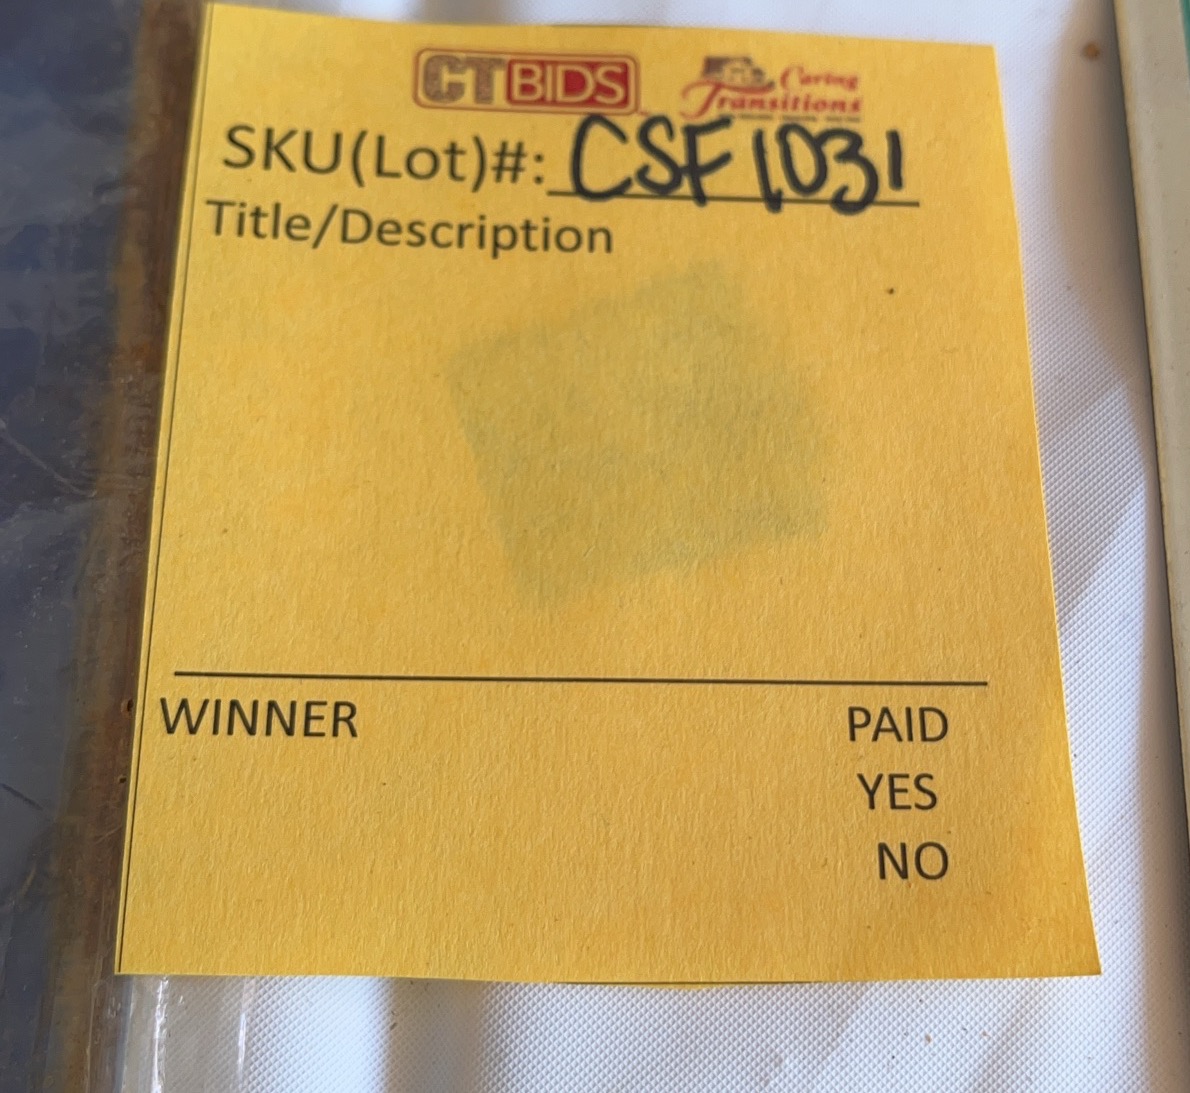 CTBIDS
Caring
Transitions
SKU(Lot)#: CSF1031
Title/Description
WINNER
PAID
YES
NO